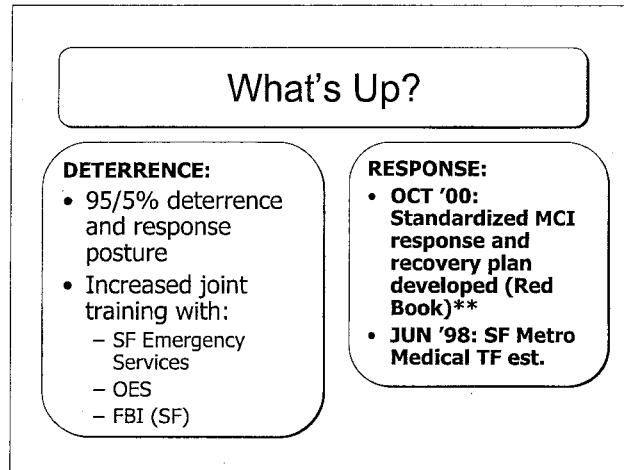 What's Up?
DETERRENCE:
• 95/5% deterrence
and response
posture
• Increased joint
training with:
– SF Emergency
Services
– OES
– FBI (SF)
RESPONSE:
• OCT '00:
Standardized MCI
response and
recovery plan
developed (Red
Book)**
• JUN '98: SF Metro
Medical TF est.